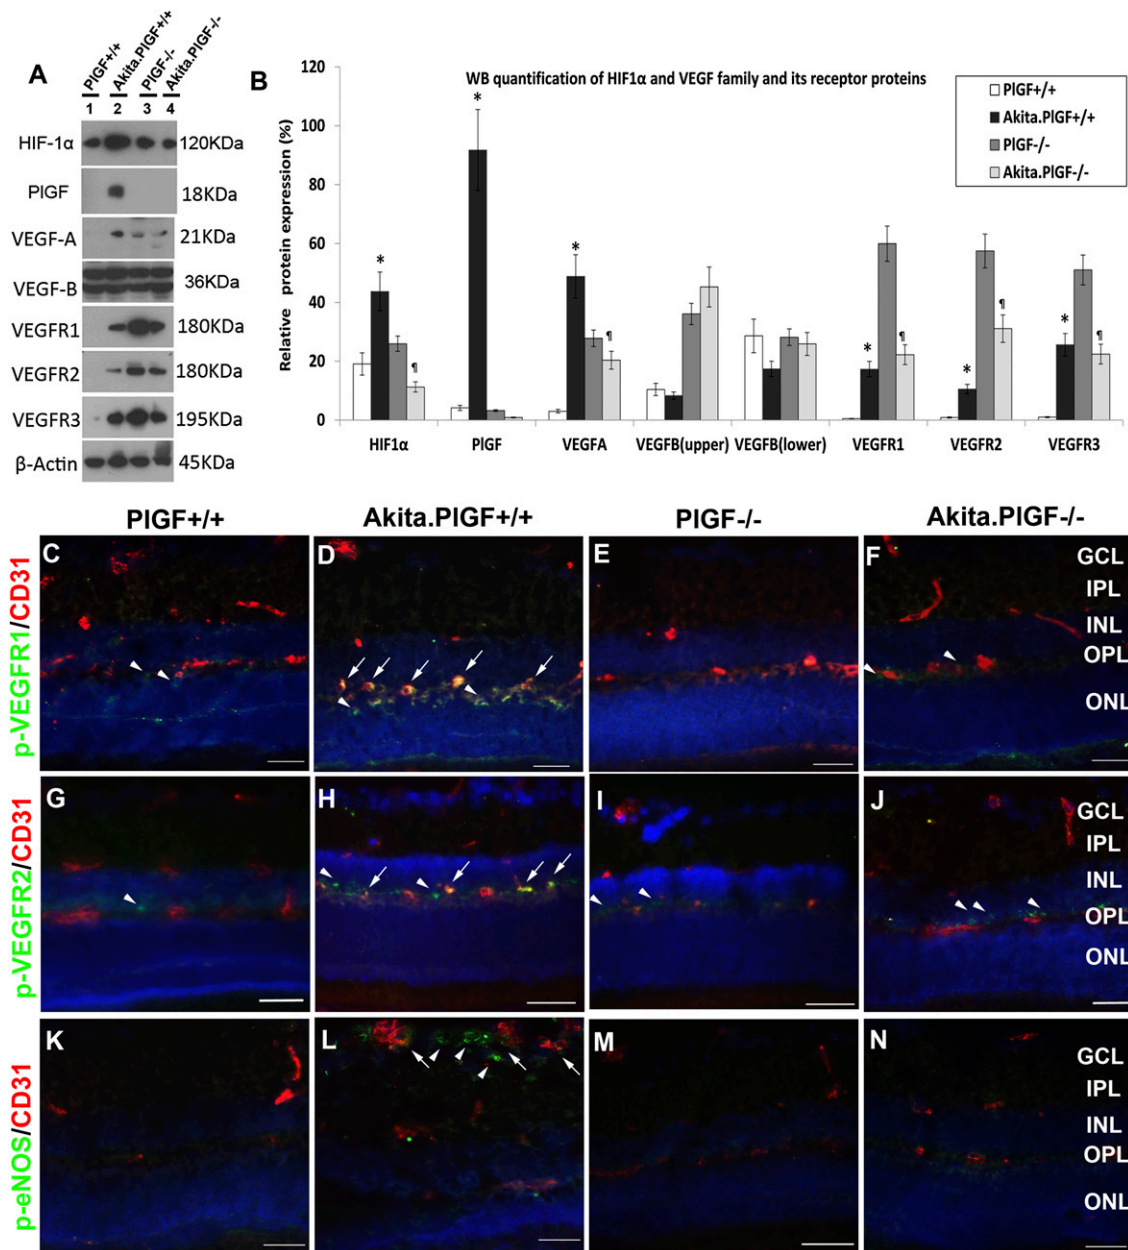 A
PlGF+/+
Akita.PlGF+/+
PlGF-/-
Akita.PlGF-/-
1 2 3 4
HIF-1α 120KDa
PlGF 18KDa
VEGF-A 21KDa
VEGF-B 36KDa
VEGFR1 180KDa
VEGFR2 180KDa
VEGFR3 195KDa
β-Actin 45KDa
B
WB quantification of HIF1α and VEGF family and its receptor proteins
Relative protein expression (%)
120
100
80
60
40
20
0
PlGF+/+
Akita.PlGF+/+
PlGF-/-
Akita.PlGF-/-
* * * * * *
¶ ¶ ¶ ¶ ¶
HIF1α PlGF VEGFA VEGFB(upper) VEGFB(lower) VEGFR1 VEGFR2 VEGFR3
PlGF+/+ Akita.PlGF+/+ PlGF-/- Akita.PlGF-/-
p-VEGFR1/CD31
C D E F
GCL
IPL
INL
OPL
ONL
p-VEGFR2/CD31
G H I J
GCL
IPL
INL
OPL
ONL
p-eNOS/CD31
K L M N
GCL
IPL
INL
OPL
ONL